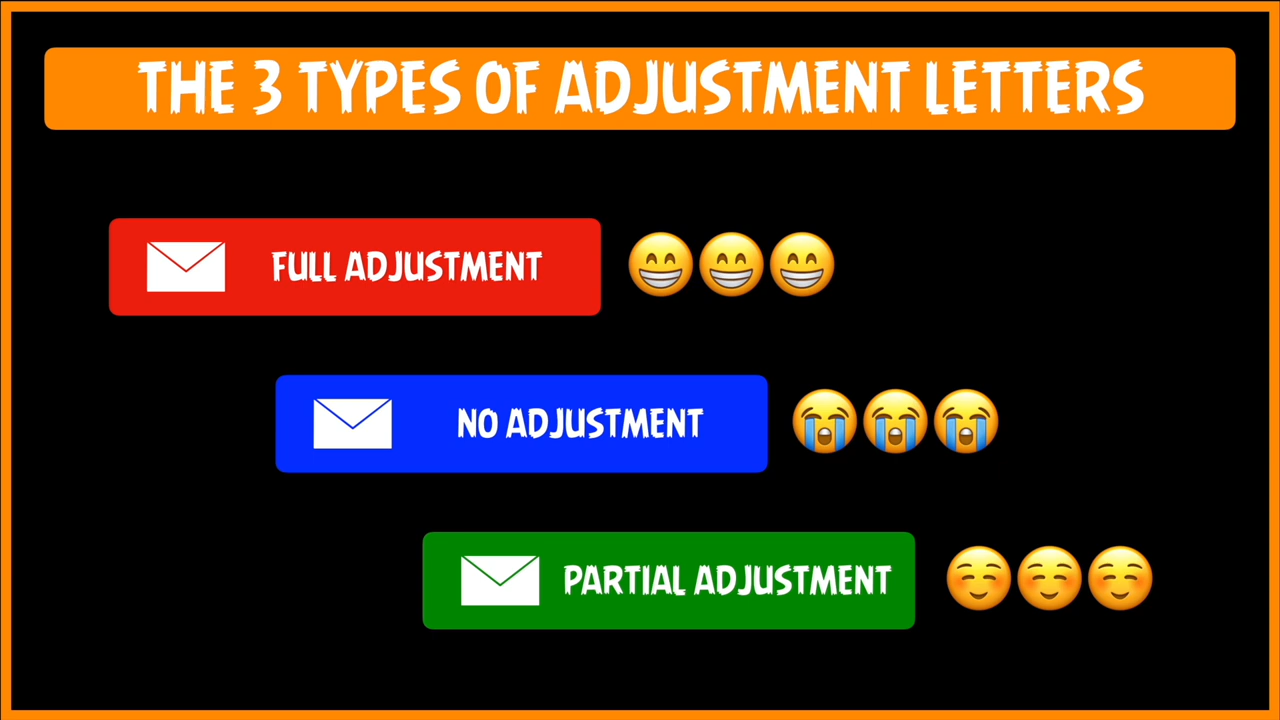 THE 3 TYPES OF ADJUSTMENT LETTERS
FULL ADJUSTMENT
NO ADJUSTMENT
PARTIAL ADJUSTMENT